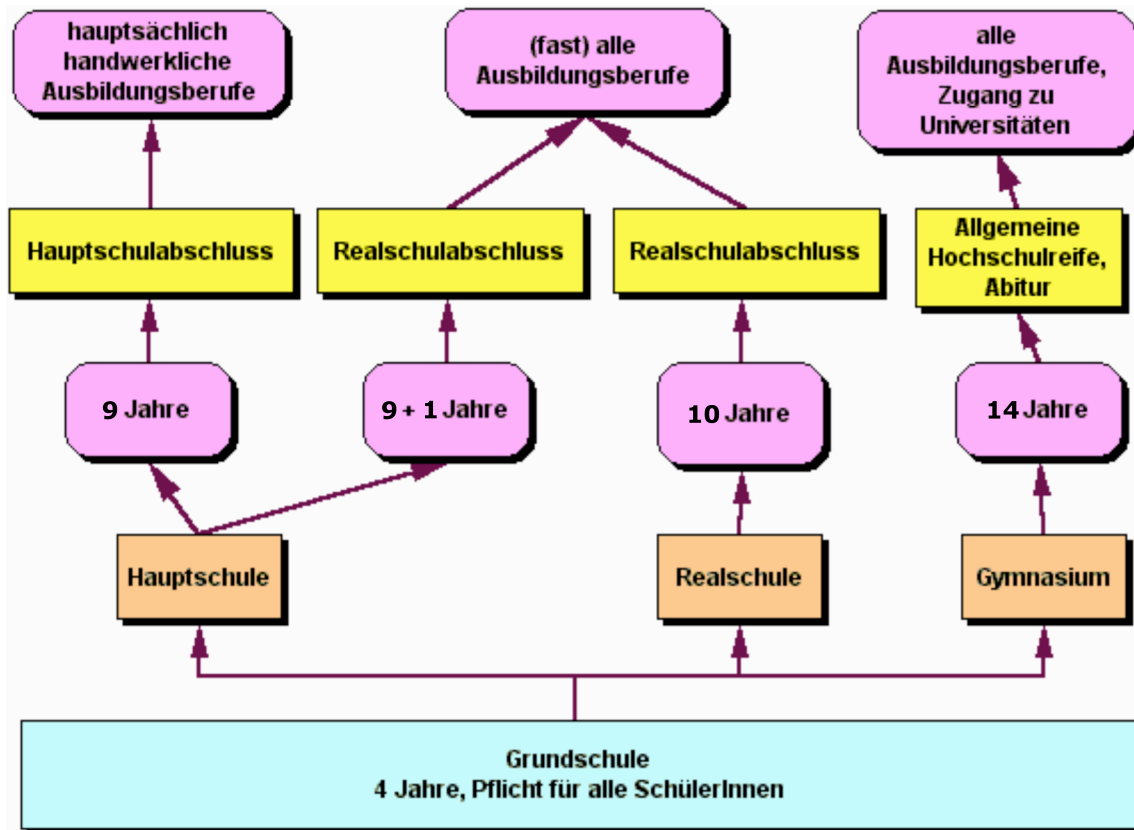 hauptsächlich
handwerkliche
Ausbildungsberufe
(fast) alle
Ausbildungsberufe
alle
Ausbildungsberufe,
Zugang zu
Universitäten
Hauptschulabschluss
Realschulabschluss
Realschulabschluss
Allgemeine
Hochschulreife,
Abitur
9 Jahre
9 + 1 Jahre
10 Jahre
14 Jahre
Hauptschule
Realschule
Gymnasium
Grundschule
4 Jahre, Pflicht für alle SchülerInnen